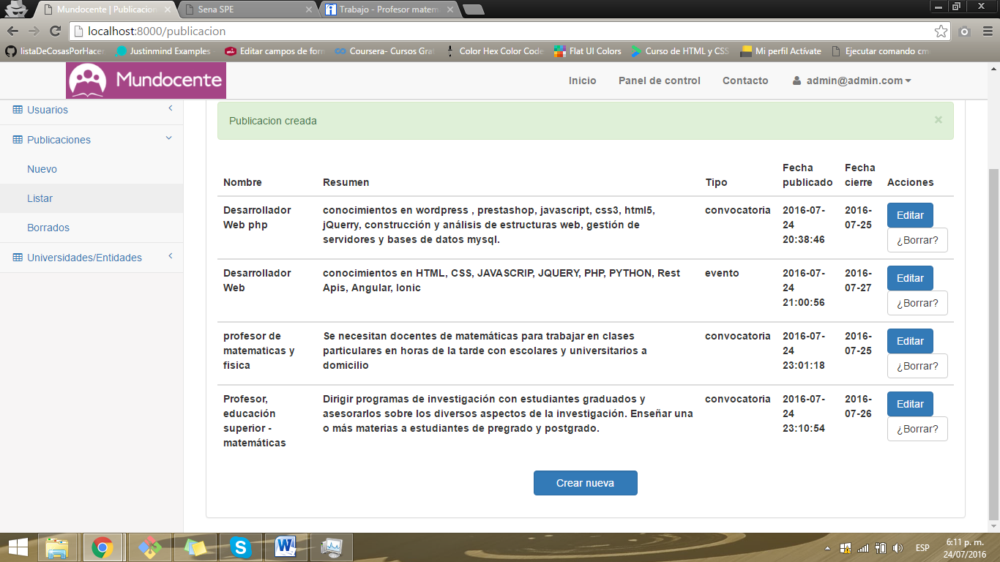 Mundocente | Publicacion
Sena SPE
Trabajo - Profesor matem
localhost:8000/publicacion
listaDeCosasPorHacer
Justinmind Examples
Editar campos de for
Coursera- Cursos Gra
Color Hex Color Code
Flat UI Colors
Curso de HTML y CSS
Mi perfil Actívate
Ejecutar comando cm
Mundocente
Inicio
Panel de control
Contacto
admin@admin.com
Usuarios
Publicaciones
Nuevo
Listar
Borrados
Universidades/Entidades
Publicacion creada
×
Nombre
Resumen
Tipo
Fecha
publicado
Fecha
cierre
Acciones
Desarrollador
Web php
conocimientos en wordpress , prestashop, javascript, css3, html5,
jQuerry, construcción y análisis de estructuras web, gestión de
servidores y bases de datos mysql.
convocatoria
2016-07-
24
20:38:46
2016-
07-25
Editar
¿Borrar?
Desarrollador
Web
conocimientos en HTML, CSS, JAVASCRIP, JQUERY, PHP, PYTHON, Rest
Apis, Angular, Ionic
evento
2016-07-
24
21:00:56
2016-
07-27
Editar
¿Borrar?
profesor de
matematicas y
fisica
Se necesitan docentes de matemáticas para trabajar en clases
particulares en horas de la tarde con escolares y universitarios a
domicilio
convocatoria
2016-07-
24
23:01:18
2016-
07-25
Editar
¿Borrar?
Profesor,
educación
superior -
matemáticas
Dirigir programas de investigación con estudiantes graduados y
asesorarlos sobre los diversos aspectos de la investigación. Enseñar una
o más materias a estudiantes de pregrado y postgrado.
convocatoria
2016-07-
24
23:10:54
2016-
07-26
Editar
¿Borrar?
Crear nueva
ESP
6:11 p. m.
24/07/2016